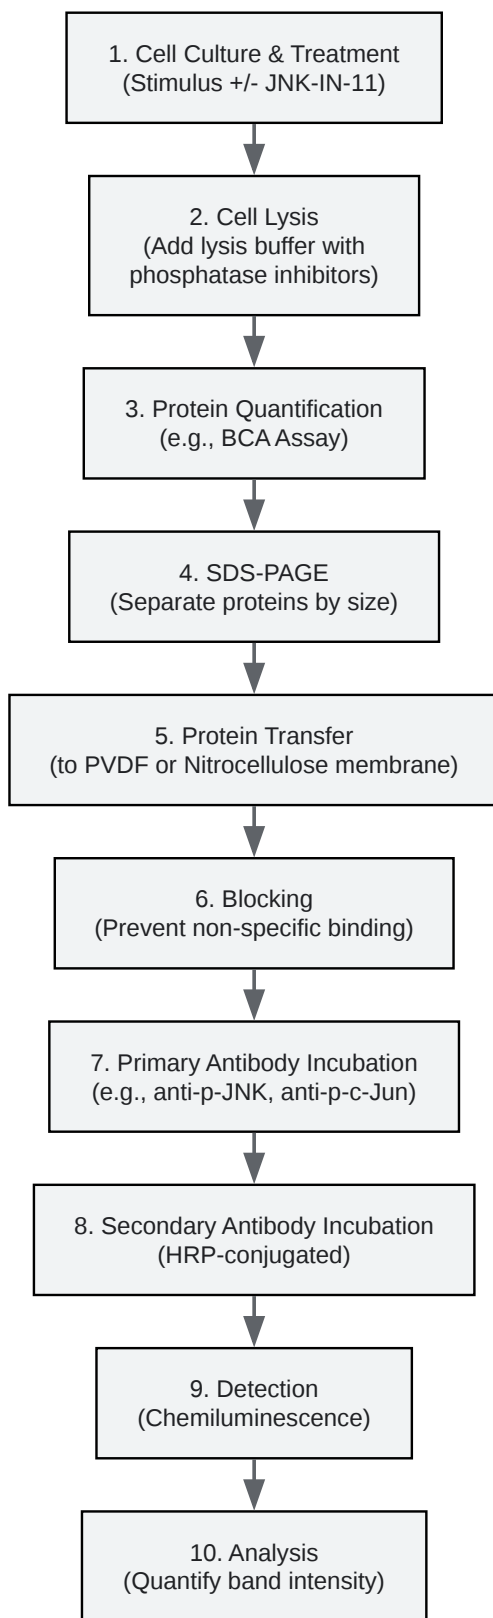 1. Cell Culture & Treatment
(Stimulus +/- JNK-IN-11)
2. Cell Lysis
(Add lysis buffer with
phosphatase inhibitors)
3. Protein Quantification
(e.g., BCA Assay)
4. SDS-PAGE
(Separate proteins by size)
5. Protein Transfer
(to PVDF or Nitrocellulose membrane)
6. Blocking
(Prevent non-specific binding)
7. Primary Antibody Incubation
(e.g., anti-p-JNK, anti-p-c-Jun)
8. Secondary Antibody Incubation
(HRP-conjugated)
9. Detection
(Chemiluminescence)
10. Analysis
(Quantify band intensity)